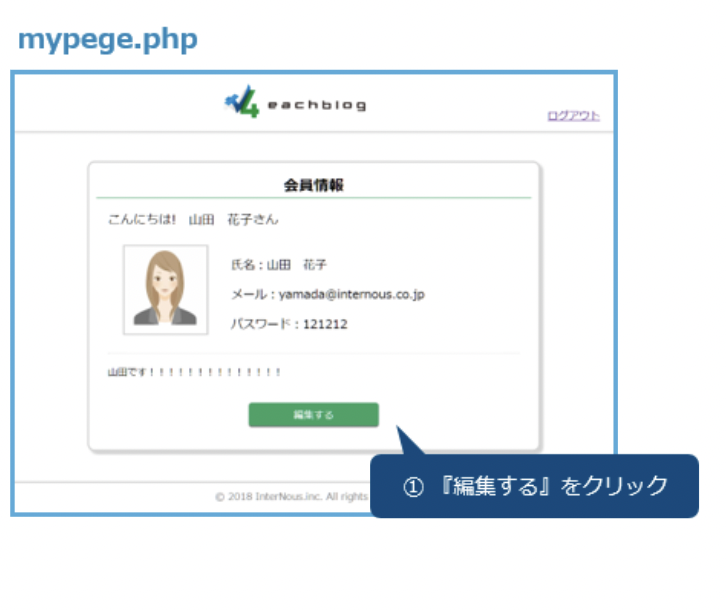 mypege.php
eachblog
ログアウト
会員情報
こんにちは! 山田 花子さん
氏名：山田 花子
メール：yamada@internous.co.jp
パスワード：121212
山田です！！！！！！！！！！！！！！
編集する
① 『編集する』をクリック
© 2018 InterNous.inc. All rights